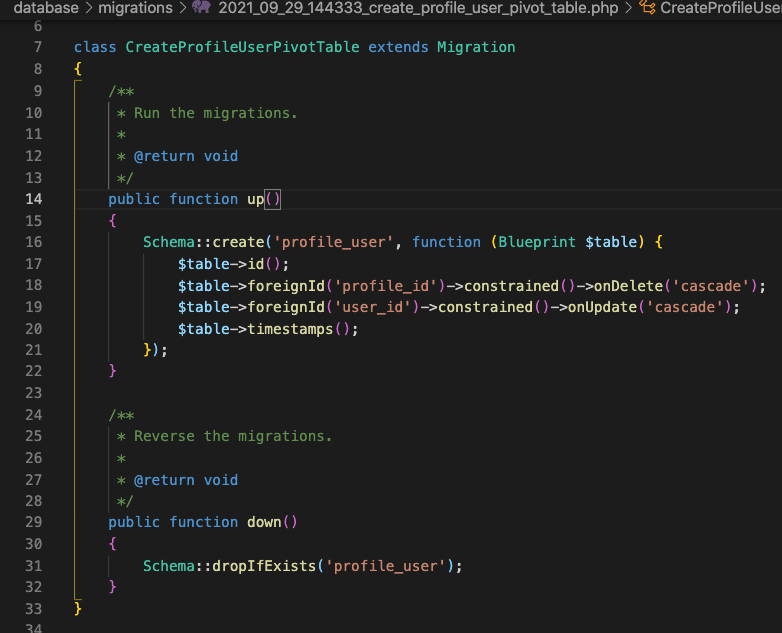 database > migrations > 2021_09_29_144333_create_profile_user_pivot_table.php > CreateProfileUser
6
7 class CreateProfileUserPivotTable extends Migration
8 {
9 /**
10 * Run the migrations.
11 *
12 * @return void
13 */
14 public function up()
15 {
16 Schema::create('profile_user', function (Blueprint $table) {
17 $table->id();
18 $table->foreignId('profile_id')->constrained()->onDelete('cascade');
19 $table->foreignId('user_id')->constrained()->onUpdate('cascade');
20 $table->timestamps();
21 });
22 }
23
24 /**
25 * Reverse the migrations.
26 *
27 * @return void
28 */
29 public function down()
30 {
31 Schema::dropIfExists('profile_user');
32 }
33 }
34